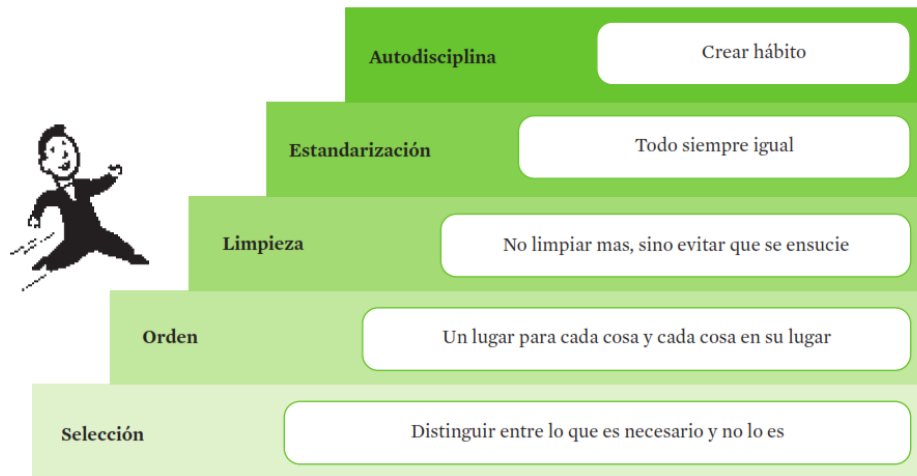 Autodisciplina
Crear hábito
Estandarización
Todo siempre igual
Limpieza
No limpiar mas, sino evitar que se ensucie
Orden
Un lugar para cada cosa y cada cosa en su lugar
Selección
Distinguir entre lo que es necesario y no lo es